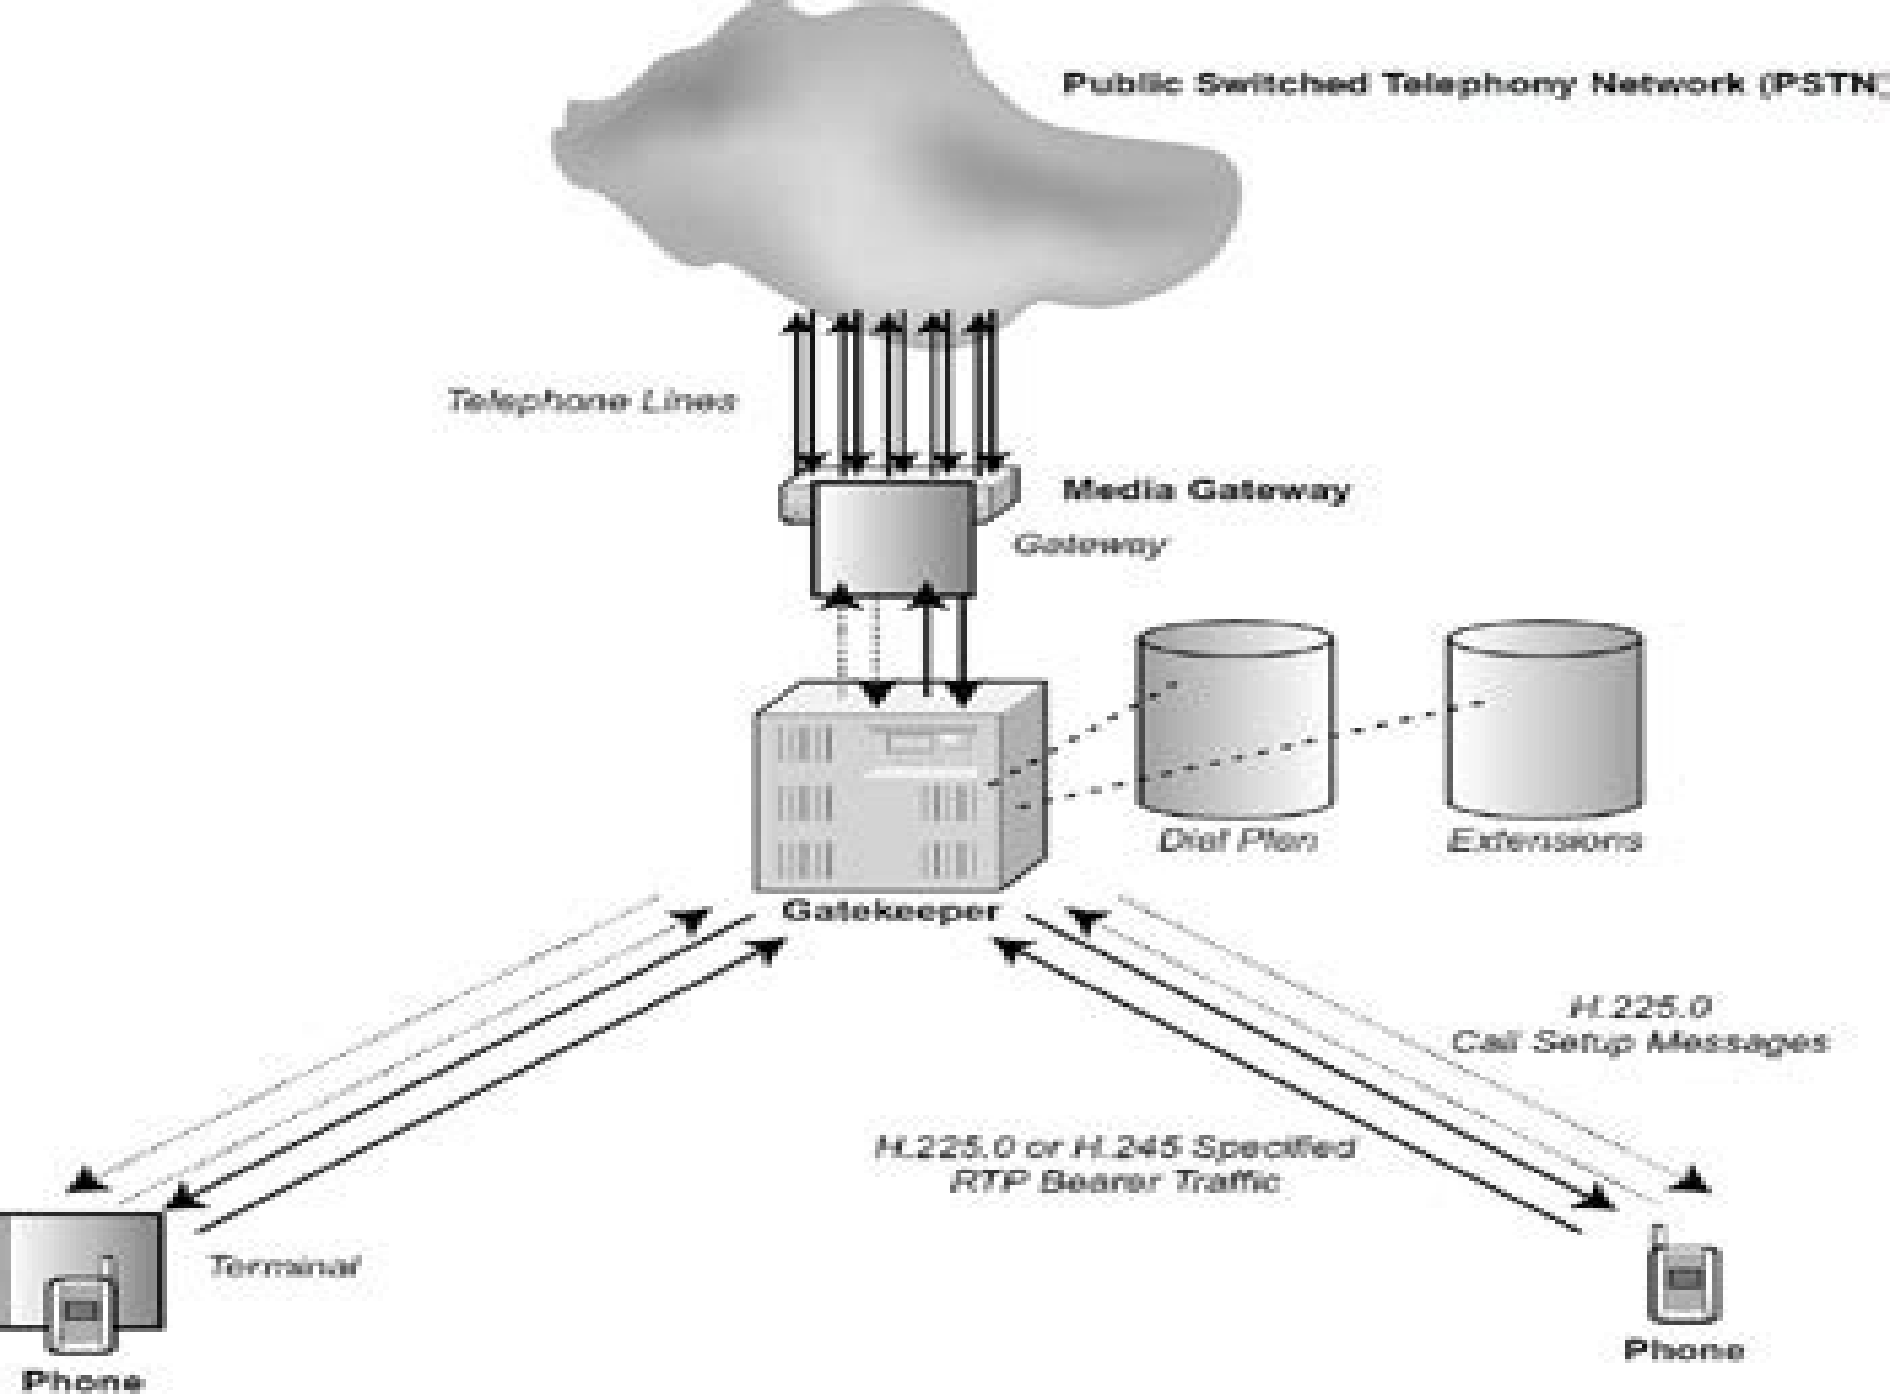 Public Switched Telephony Network (PSTN)
Telephone Lines
Media Gateway
Gateway
Dial Plan
Extensions
Gatekeeper
H.225.0
Call Setup Messages
H.225.0 or H.245 Specified
RTP Bearer Traffic
Terminal
Phone
Phone